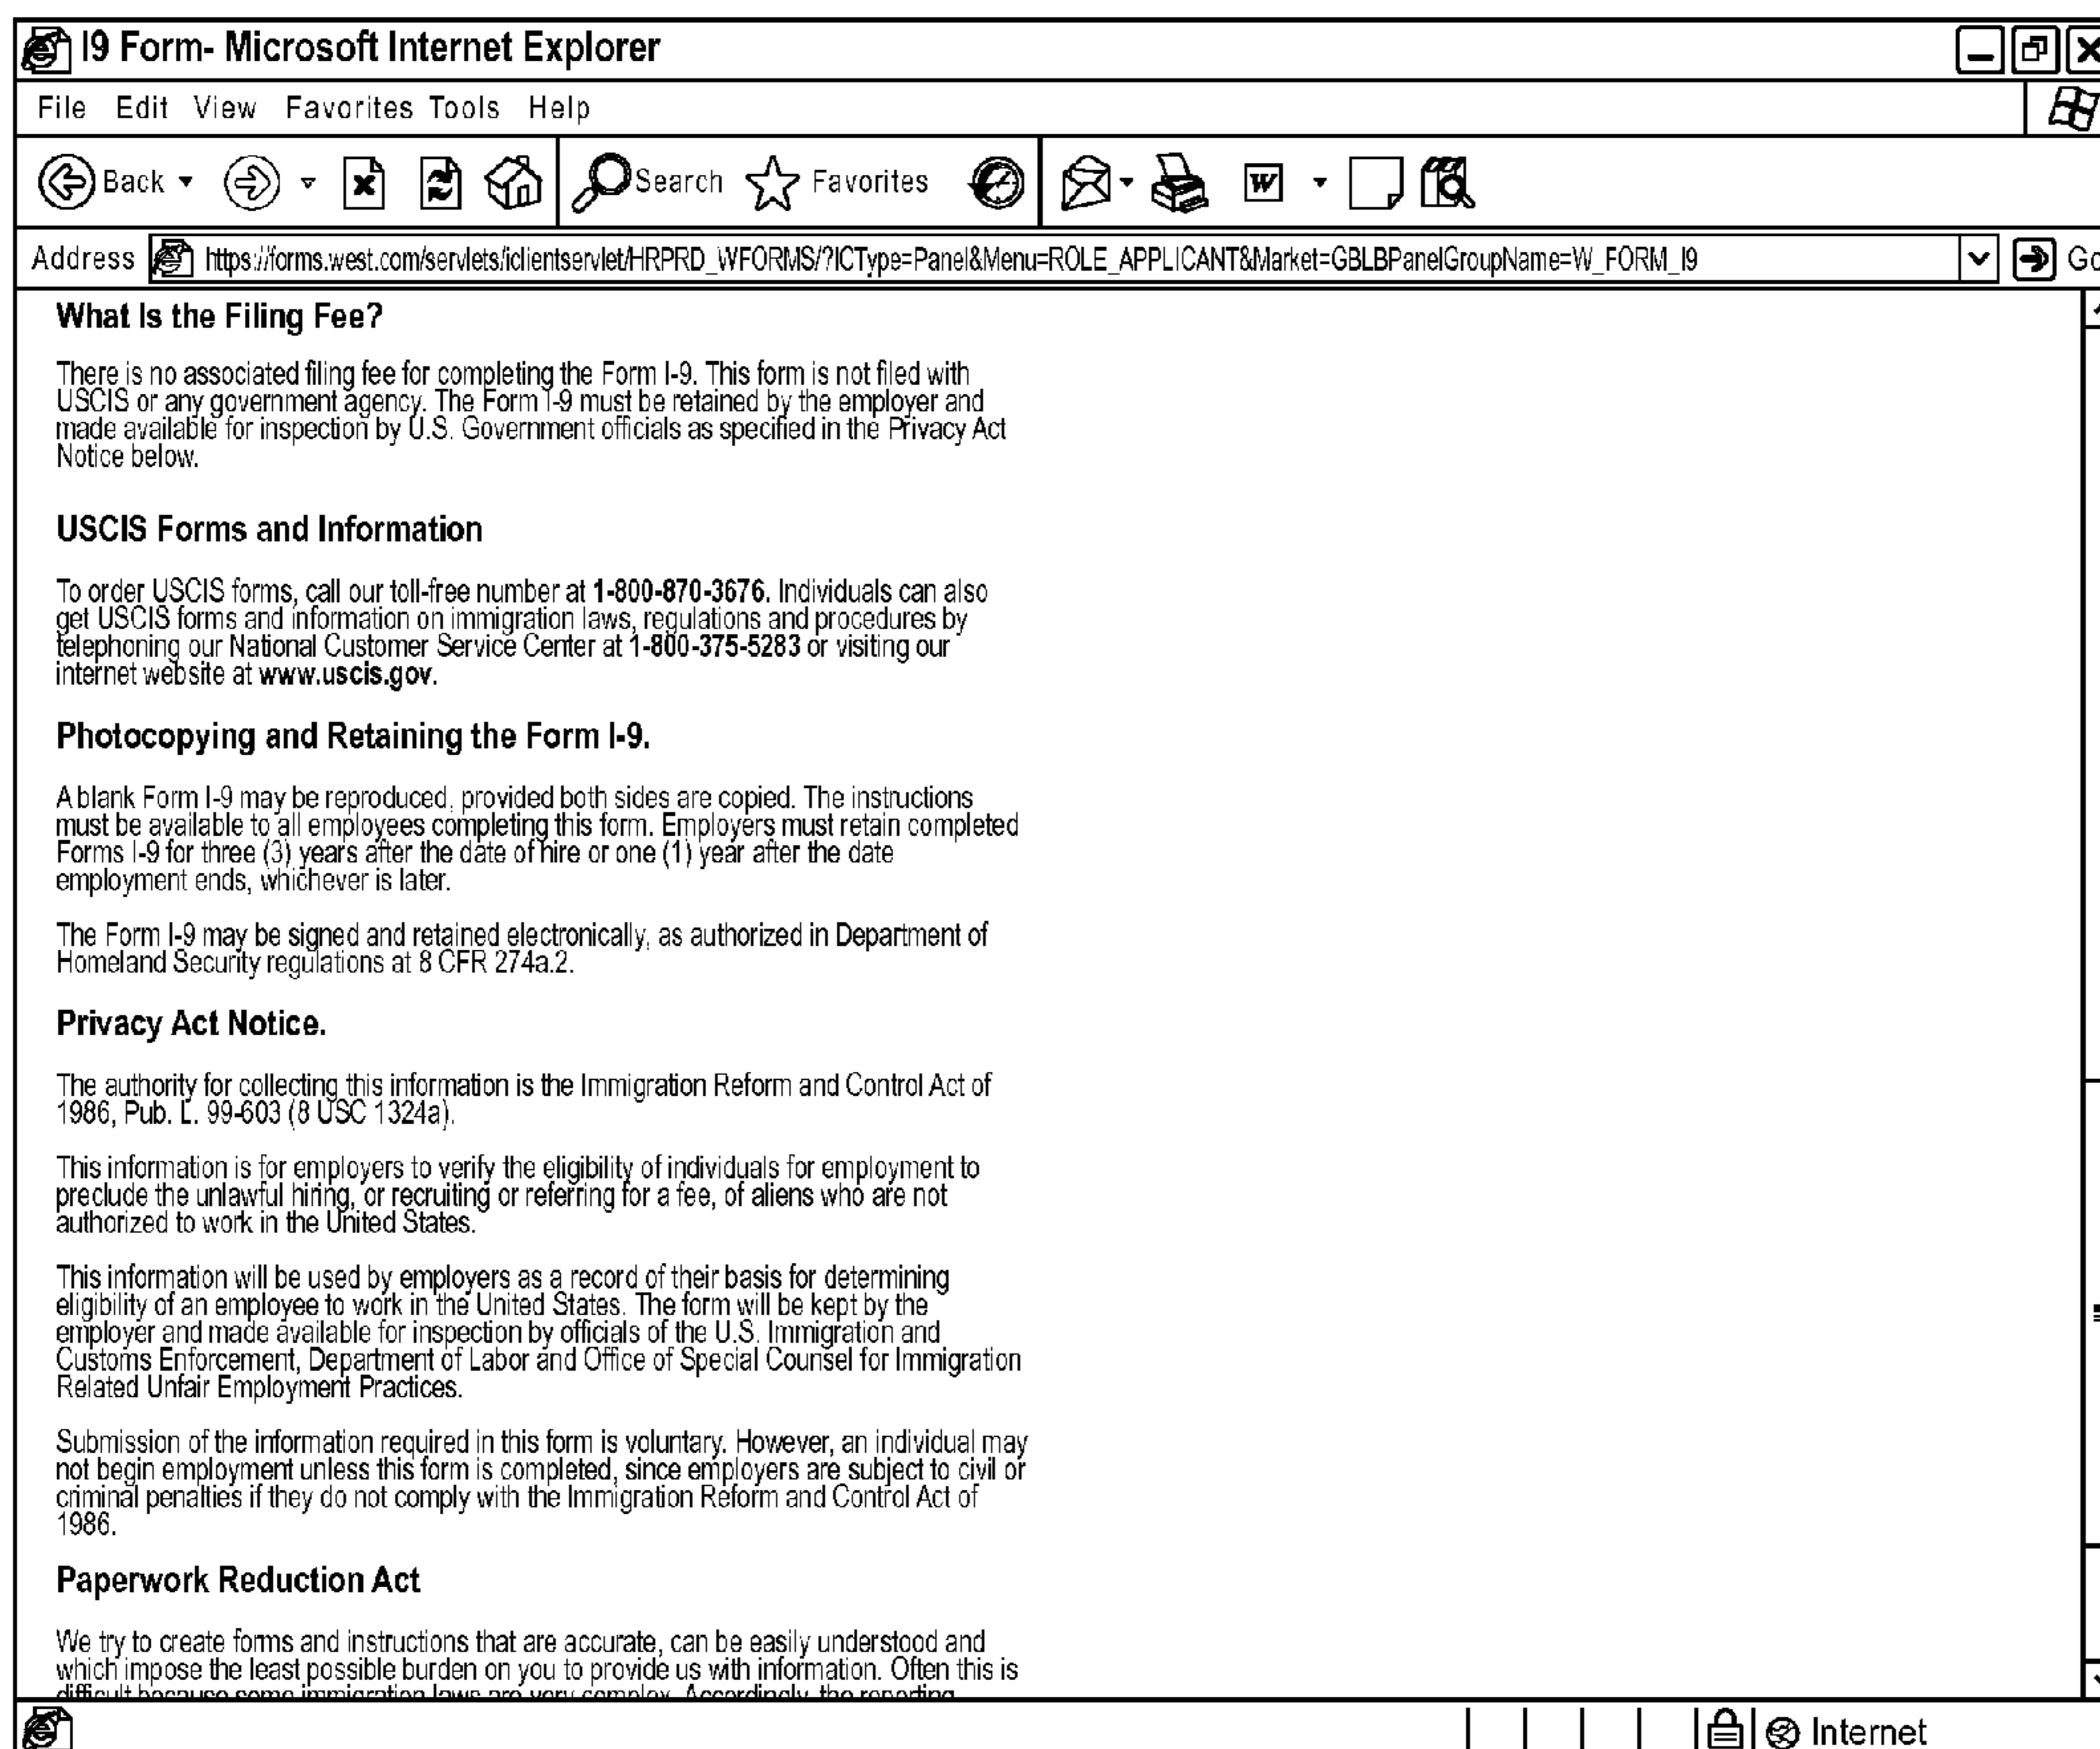 I9 Form- Microsoft Internet Explorer
File Edit View Favorites Tools Help
Back Search Favorites W
Address https://forms.west.com/servlets/iclientservlet/HRPRD_WFORMS/?ICType=Panel&Menu=ROLE_APPLICANT&Market=GBLBPanelGroupName=W_FORM_I9
What Is the Filing Fee?
There is no associated filing fee for completing the Form I-9. This form is not filed with
USCIS or any government agency. The Form I-9 must be retained by the employer and
made available for inspection by U.S. Government officials as specified in the Privacy Act
Notice below.
USCIS Forms and Information
To order USCIS forms, call our toll-free number at 1-800-870-3676. Individuals can also
get USCIS forms and information on immigration laws, regulations and procedures by
telephoning our National Customer Service Center at 1-800-375-5283 or visiting our
internet website at www.uscis.gov.
Photocopying and Retaining the Form I-9.
A blank Form I-9 may be reproduced, provided both sides are copied. The instructions
must be available to all employees completing this form. Employers must retain completed
Forms I-9 for three (3) years after the date of hire or one (1) year after the date
employment ends, whichever is later.
The Form I-9 may be signed and retained electronically, as authorized in Department of
Homeland Security regulations at 8 CFR 274a.2.
Privacy Act Notice.
The authority for collecting this information is the Immigration Reform and Control Act of
1986, Pub. L. 99-603 (8 USC 1324a).
This information is for employers to verify the eligibility of individuals for employment to
preclude the unlawful hiring, or recruiting or referring for a fee, of aliens who are not
authorized to work in the United States.
This information will be used by employers as a record of their basis for determining
eligibility of an employee to work in the United States. The form will be kept by the
employer and made available for inspection by officials of the U.S. Immigration and
Customs Enforcement, Department of Labor and Office of Special Counsel for Immigration
Related Unfair Employment Practices.
Submission of the information required in this form is voluntary. However, an individual may
not begin employment unless this form is completed, since employers are subject to civil or
criminal penalties if they do not comply with the Immigration Reform and Control Act of
1986.
Paperwork Reduction Act
We try to create forms and instructions that are accurate, can be easily understood and
which impose the least possible burden on you to provide us with information. Often this is
difficult because some immigration laws are very complex. Accordingly, the reporting
Internet